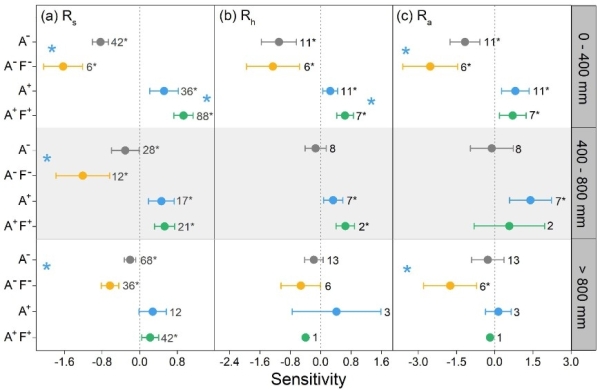 (a) Rs (b) Rh (c) Ra
0 - 400 mm
A⁻ 42* 11* 11*
*
*
A⁻F⁻ 6* 6* 6*
A⁺ 36* 11* 11*
* *
A⁺F⁺ 88* 7* 7*
400 - 800 mm
A⁻ 28* 8 8
*
A⁻F⁻ 12*
A⁺ 17* 7* 7*
A⁺F⁺ 21* 2* 2
> 800 mm
A⁻ 68* 13 13
* *
A⁻F⁻ 36* 6 6*
A⁺ 12 3 3
A⁺F⁺ 42* 1 1
-1.6 -0.8 0.0 0.8 -2.4 -1.6 -0.8 0.0 0.8 1.6 -3.0 -1.5 0.0 1.5 3.0
Sensitivity